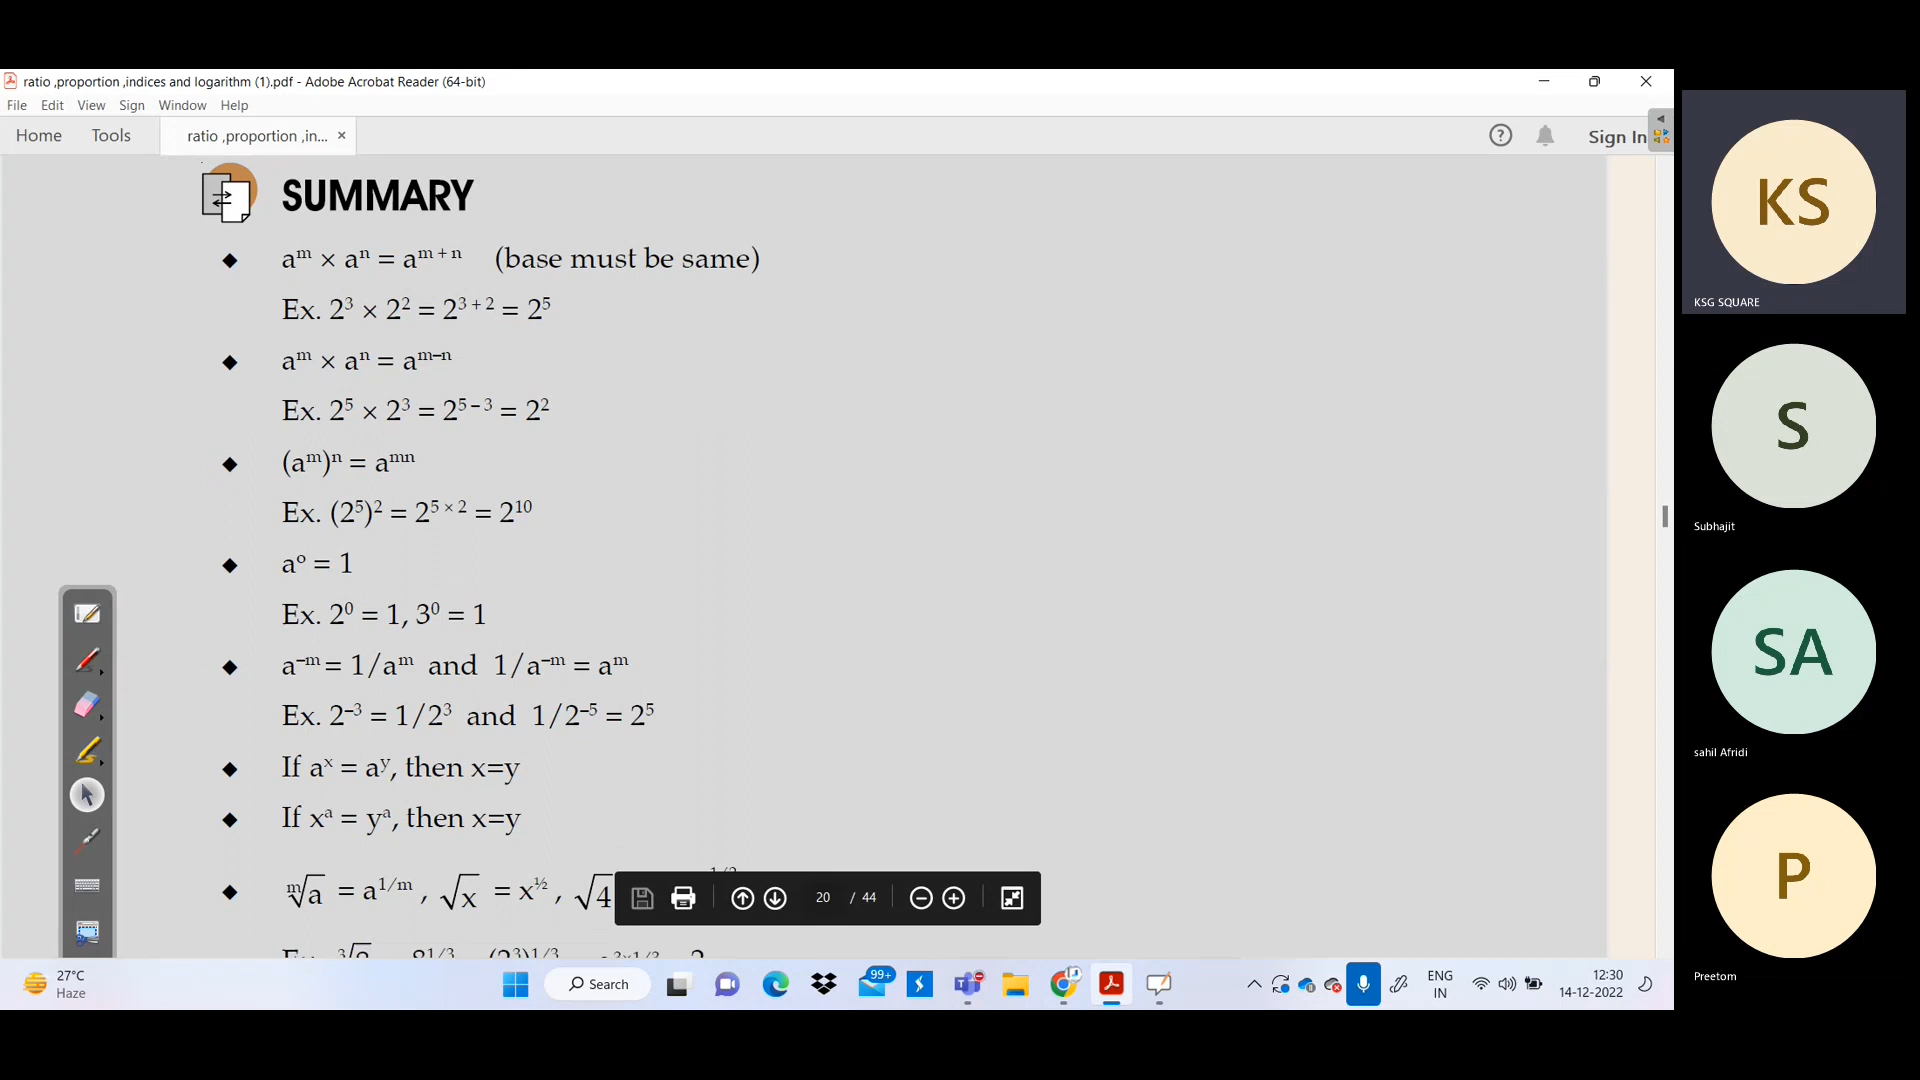 ratio ,proportion ,indices and logarithm (1).pdf - Adobe Acrobat Reader (64-bit)
File Edit View Sign Window Help
Home Tools ratio ,proportion ,in... × Sign In
SUMMARY
◆ aᵐ × aⁿ = aᵐ⁺ⁿ (base must be same)
Ex. 2³ × 2² = 2³⁺² = 2⁵
◆ aᵐ × aⁿ = aᵐ⁻ⁿ
Ex. 2⁵ × 2³ = 2⁵⁻³ = 2²
◆ (aᵐ)ⁿ = aᵐⁿ
Ex. (2⁵)² = 2⁵ˣ² = 2¹⁰
◆ aᵒ = 1
Ex. 2⁰ = 1, 3⁰ = 1
◆ a⁻ᵐ = 1/aᵐ and 1/a⁻ᵐ = aᵐ
Ex. 2⁻³ = 1/2³ and 1/2⁻⁵ = 2⁵
◆ If aˣ = aʸ, then x=y
◆ If xᵃ = yᵃ, then x=y
◆ ᵐ√a = a¹/ᵐ , √x = x^½ , √4
20 / 44
KS
KSG SQUARE
S
Subhajit
SA
sahil Afridi
P
Preetom
27°C
Haze
Search
99+
ENG
IN
12:30
14-12-2022